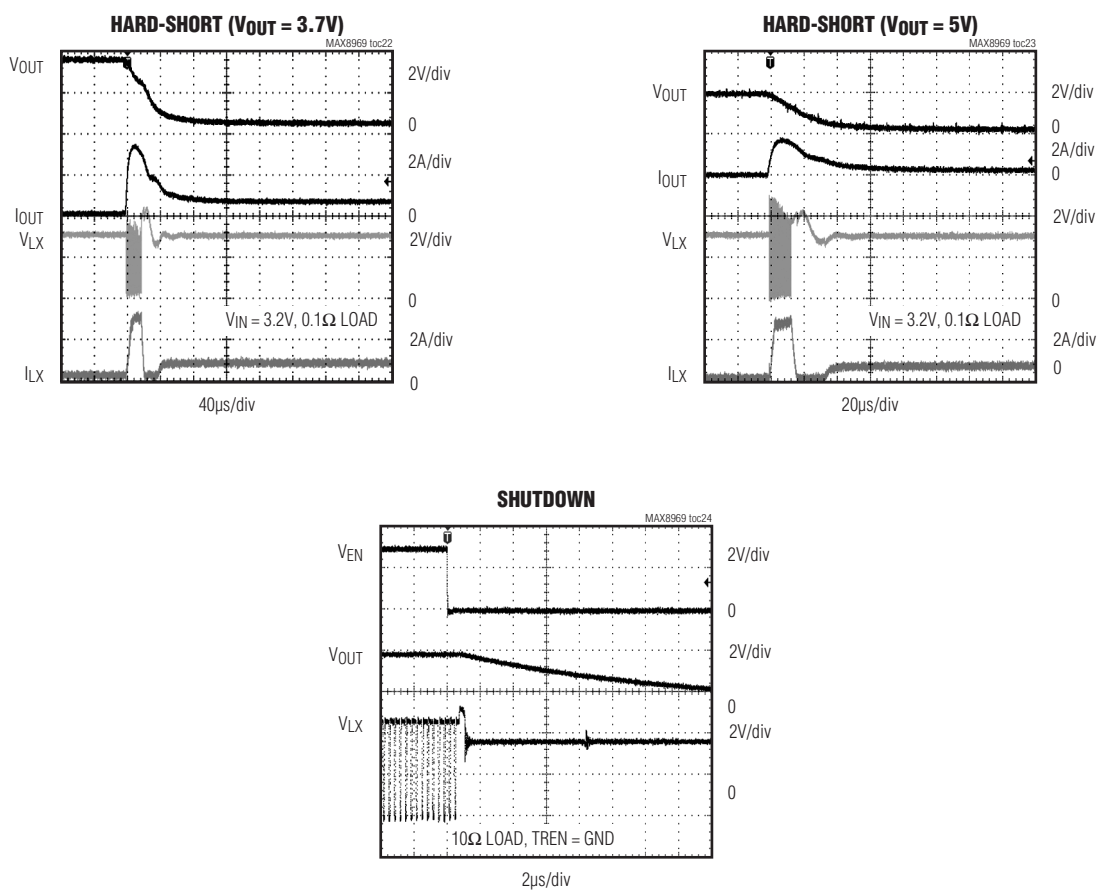 HARD-SHORT (VOUT = 3.7V)
MAX8969 toc22
VOUT
2V/div
0
2A/div
IOUT
0
VLX
2V/div
0
VIN = 3.2V, 0.1Ω LOAD
2A/div
ILX
0
40µs/div
HARD-SHORT (VOUT = 5V)
MAX8969 toc23
VOUT
2V/div
0
2A/div
IOUT
0
2V/div
VLX
0
VIN = 3.2V, 0.1Ω LOAD
2A/div
0
ILX
20µs/div
SHUTDOWN
MAX8969 toc24
VEN
2V/div
0
VOUT
2V/div
0
VLX
2V/div
0
10Ω LOAD, TREN = GND
2µs/div